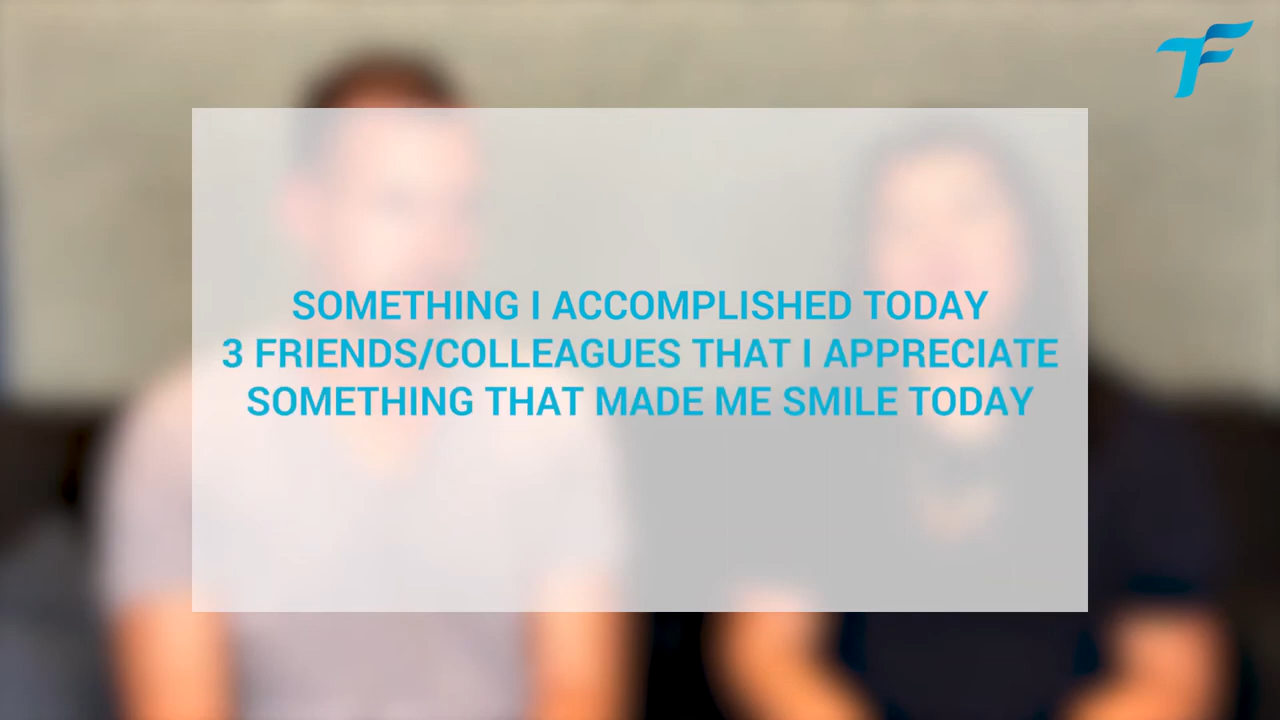 SOMETHING I ACCOMPLISHED TODAY
3 FRIENDS/COLLEAGUES THAT I APPRECIATE
SOMETHING THAT MADE ME SMILE TODAY